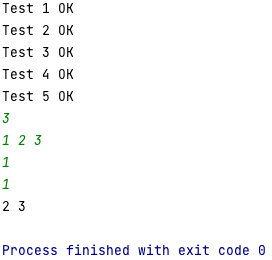 Test 1 OK
Test 2 OK
Test 3 OK
Test 4 OK
Test 5 OK
3
1 2 3
1
1
2 3
Process finished with exit code 0